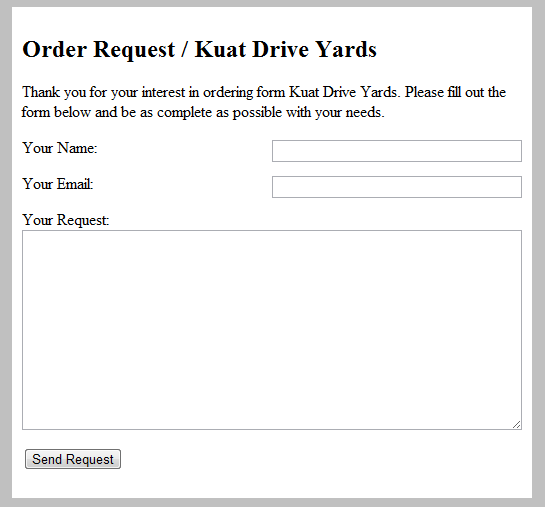 Order Request / Kuat Drive Yards
Thank you for your interest in ordering form Kuat Drive Yards. Please fill out the
form below and be as complete as possible with your needs.
Your Name:
Your Email:
Your Request:
Send Request